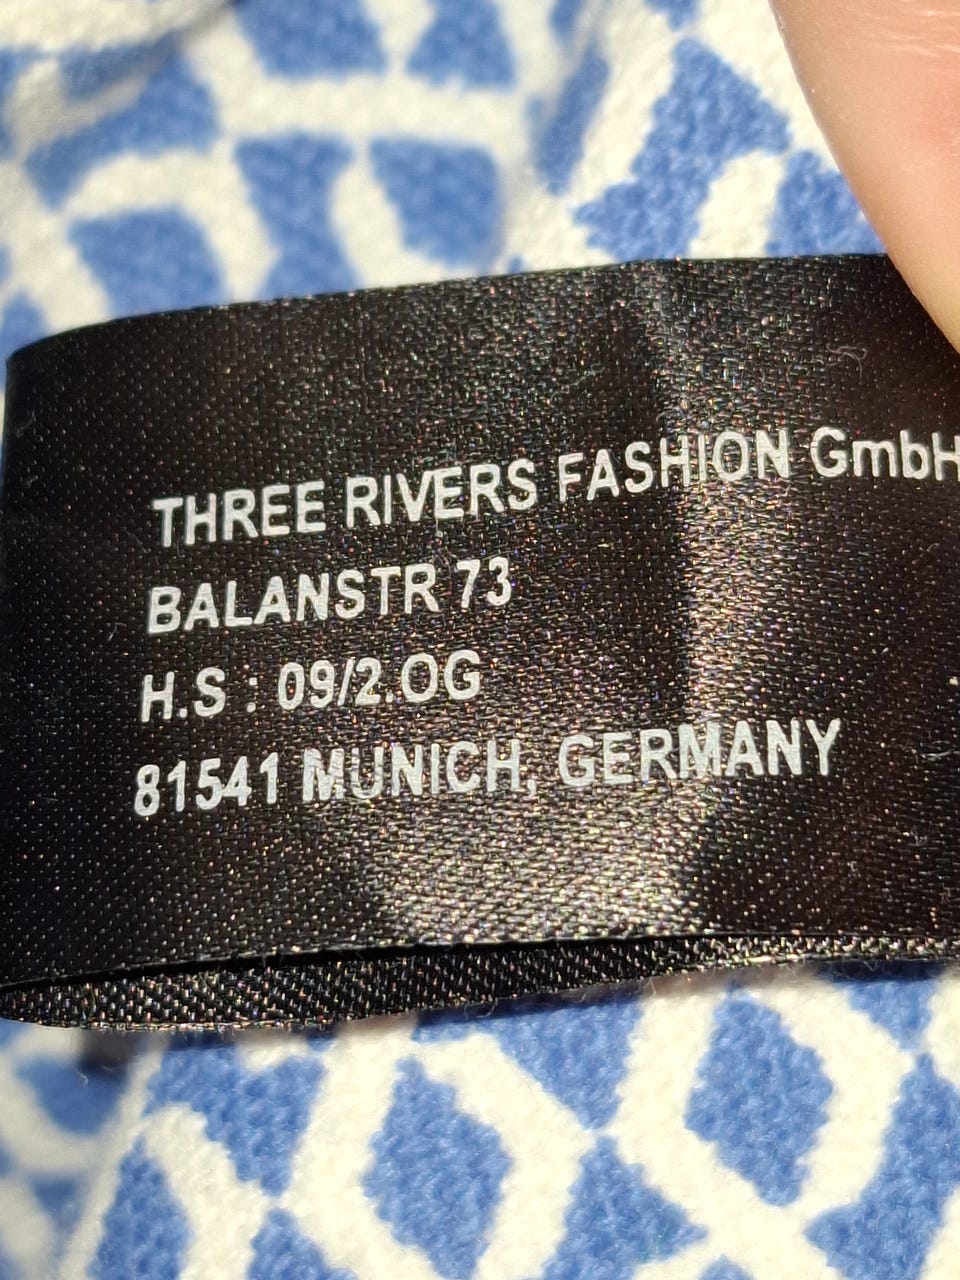 THREE RIVERS FASHION GmbH
BALANSTR 73
H.S : 09/2.OG
81541 MUNICH, GERMANY